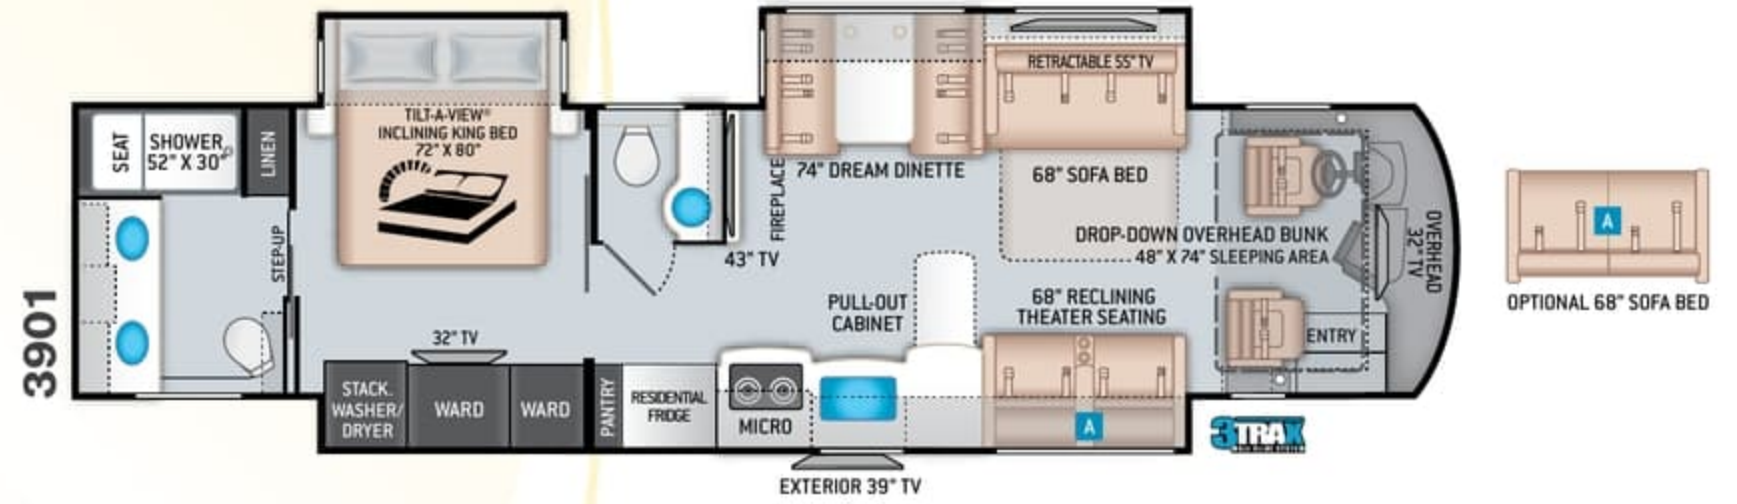 3901
SEAT
SHOWER
52" X 30"
LINEN
STEP-UP
TILT-A-VIEW®
INCLINING KING BED
72" X 80"
32" TV
STACK.
WASHER/
DRYER
WARD
WARD
PANTRY
RESIDENTIAL
FRIDGE
MICRO
EXTERIOR 39" TV
43" TV
FIREPLACE
74" DREAM DINETTE
RETRACTABLE 55" TV
68" SOFA BED
DROP-DOWN OVERHEAD BUNK
48" X 74" SLEEPING AREA
PULL-OUT
CABINET
68" RECLINING
THEATER SEATING
A
ENTRY
OVERHEAD
32" TV
3TRAX
A
OPTIONAL 68" SOFA BED